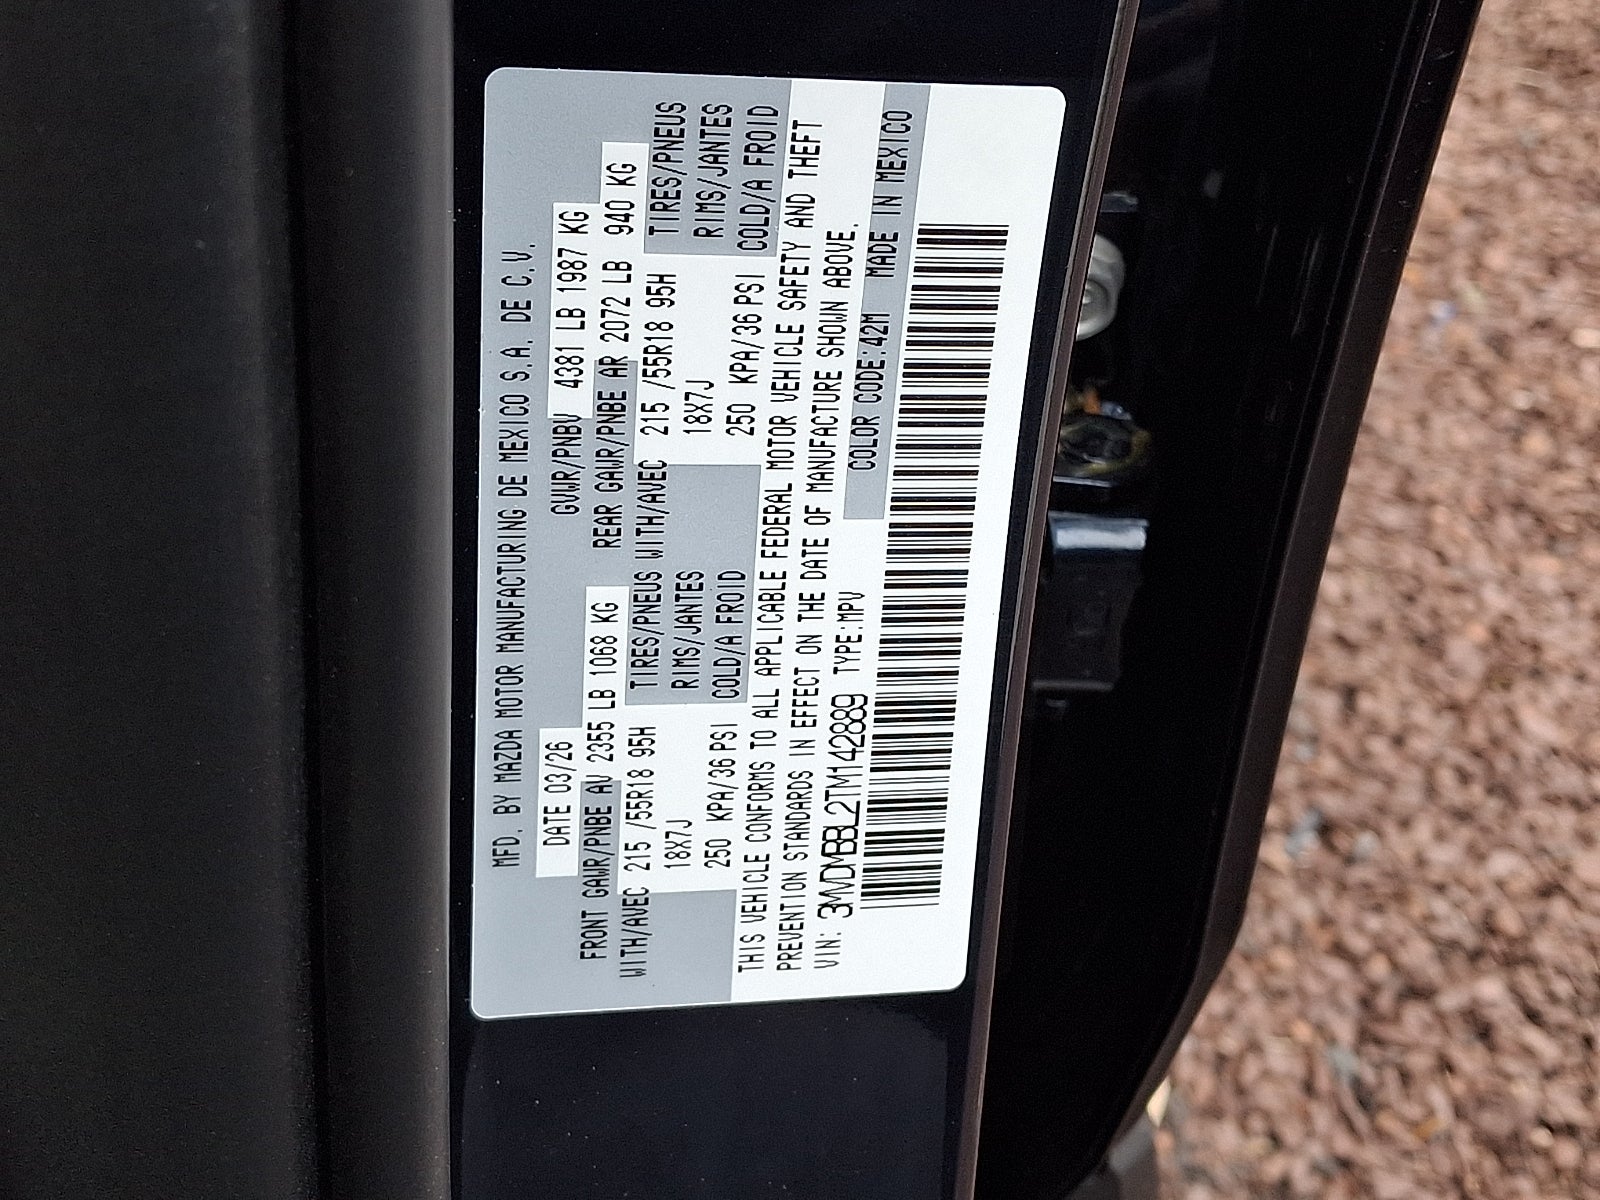 MFD. BY MAZDA MOTOR MANUFACTURING DE MEXICO S.A. DE C.V.
DATE 03/26 GVWR/PNBV 4381 LB 1987 KG
FRONT GAWR/PNBE AV 2355 LB 1068 KG REAR GAWR/PNBE AR 2072 LB 940 KG
WITH/AVEC 215 /55R18 95H TIRES/PNEUS WITH/AVEC 215 /55R18 95H TIRES/PNEUS
18X7J RIMS/JANTES 18X7J RIMS/JANTES
250 KPA/36 PSI COLD/A FROID 250 KPA/36 PSI COLD/A FROID
THIS VEHICLE CONFORMS TO ALL APPLICABLE FEDERAL MOTOR VEHICLE SAFETY AND THEFT
PREVENTION STANDARDS IN EFFECT ON THE DATE OF MANUFACTURE SHOWN ABOVE.
VIN: 3MVDMBBL2TM142889 TYPE:MPV COLOR CODE:42M MADE IN MEXICO